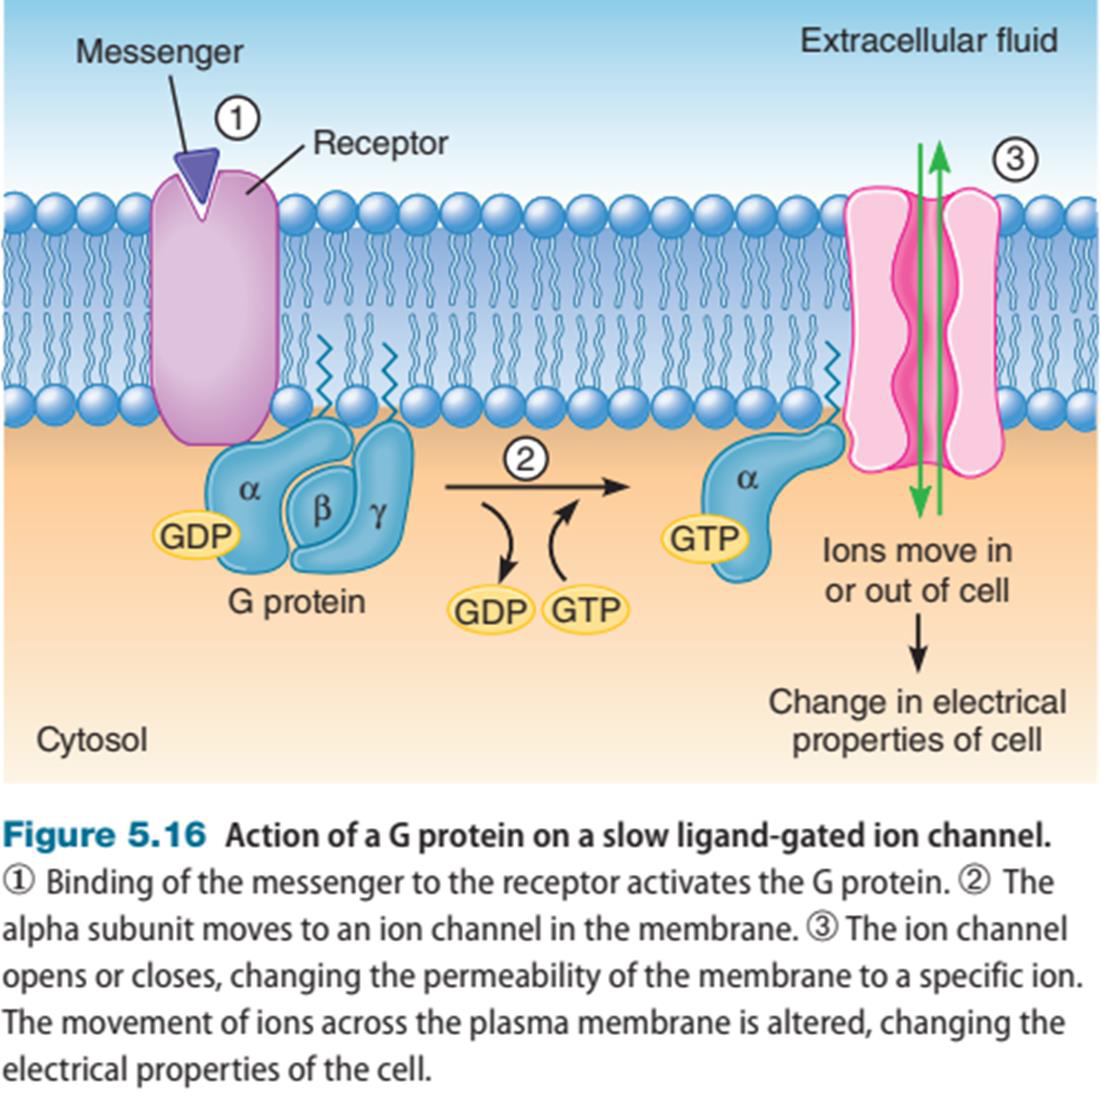 Messenger
Extracellular fluid
①
Receptor
③
②
α
β
γ
α
GDP
GTP
G protein
GDP
GTP
Ions move in
or out of cell
Change in electrical
properties of cell
Cytosol
Figure 5.16 Action of a G protein on a slow ligand-gated ion channel.
① Binding of the messenger to the receptor activates the G protein. ② The
alpha subunit moves to an ion channel in the membrane. ③ The ion channel
opens or closes, changing the permeability of the membrane to a specific ion.
The movement of ions across the plasma membrane is altered, changing the
electrical properties of the cell.